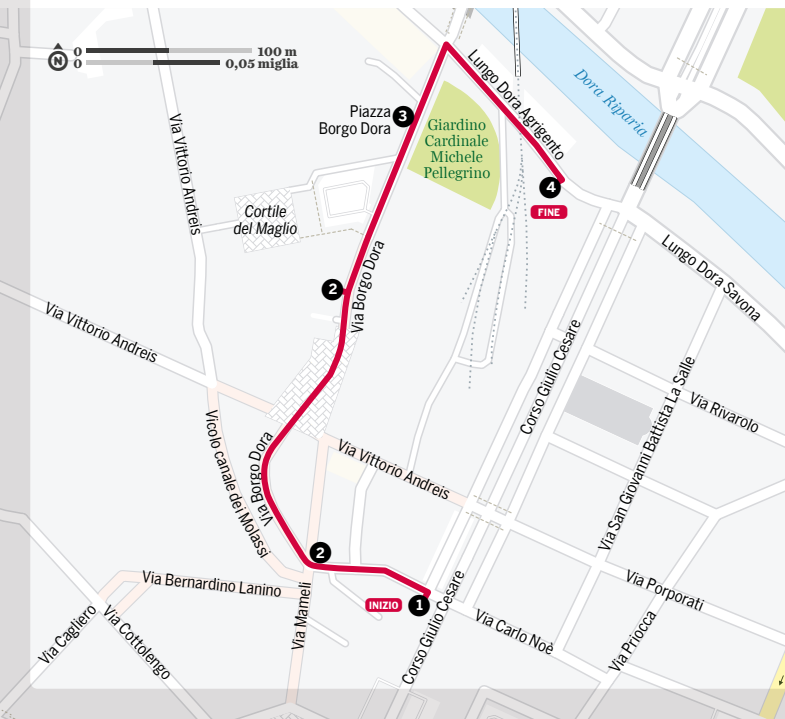 0 100 m
N
0 0,05 miglia
Lungo Dora Agrigento
Dora Riparia
Via Vittorio Andreis
3
Piazza
Borgo Dora
Giardino
Cardinale
Michele
Pellegrino
4
FINE
Cortile
del Maglio
Via Borgo Dora
2
Lungo Dora Savona
Via Vittorio Andreis
Corso Giulio Cesare
Via San Giovanni Battista La Salle
Via Rivarolo
Vicolo canale dei Molassi
Via Borgo Dora
Via Vittorio Andreis
2
Via Bernardino Lanino
Via Mameli
INIZIO
1
Corso Giulio Cesare
Via Carlo Noè
Via Porporati
Via Priocca
Via Cagliero
Via Cottolengo